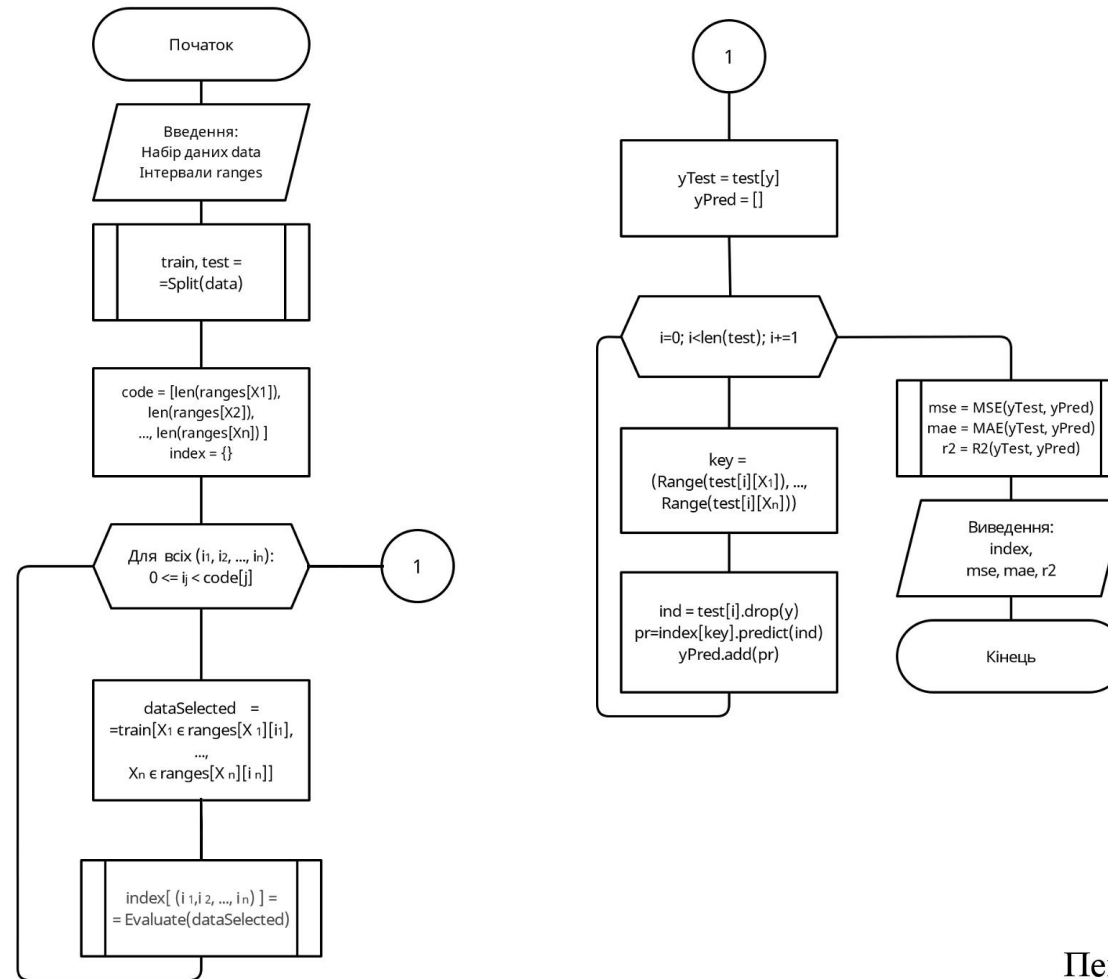 Початок
Введення:
Набір даних data
Інтервали ranges
train, test =
=Split(data)
code = [len(ranges[X1]),
len(ranges[X2]),
..., len(ranges[Xn]) ]
index = {}
Для всіх (i₁, i₂, ..., iₙ):
0 <= iⱼ < code[j]
1
dataSelected =
=train[X₁ є ranges[X ₁][i₁],
...,
Xₙ є ranges[X ₙ][i ₙ]]
index[ (i ₁,i ₂, ..., i ₙ) ] =
= Evaluate(dataSelected)
1
yTest = test[y]
yPred = []
i=0; i<len(test); i+=1
key =
(Range(test[i][X₁]), ...,
Range(test[i][Xₙ]))
ind = test[i].drop(y)
pr=index[key].predict(ind)
yPred.add(pr)
mse = MSE(yTest, yPred)
mae = MAE(yTest, yPred)
r2 = R2(yTest, yPred)
Виведення:
index,
mse, mae, r2
Кінець